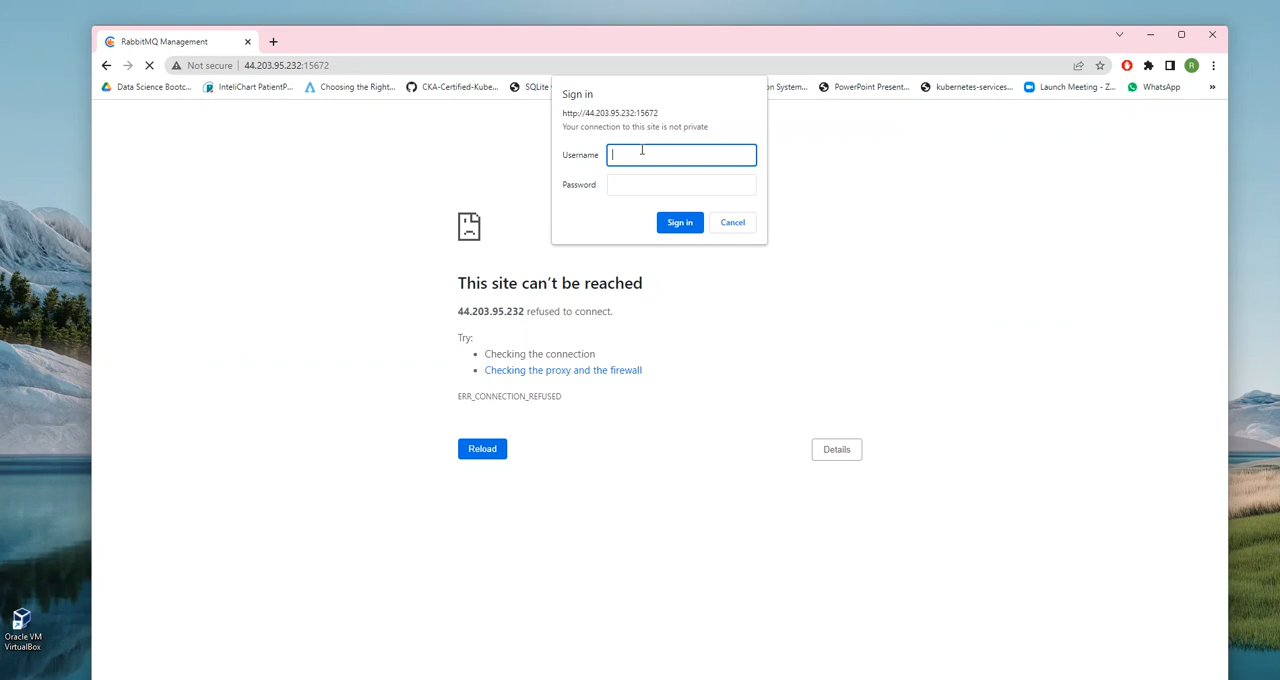 RabbitMQ Management
Not secure 44.203.95.232:15672
R
Data Science Bootc... InteliChart PatientP... Choosing the Right... CKA-Certified-Kube... SQLite on System... PowerPoint Present... kubernetes-services... Launch Meeting - Z... WhatsApp »
Sign in
http://44.203.95.232:15672
Your connection to this site is not private
Username
Password
Sign in Cancel
This site can't be reached
44.203.95.232 refused to connect.
Try:
• Checking the connection
• Checking the proxy and the firewall
ERR_CONNECTION_REFUSED
Reload Details
Oracle VM
VirtualBox